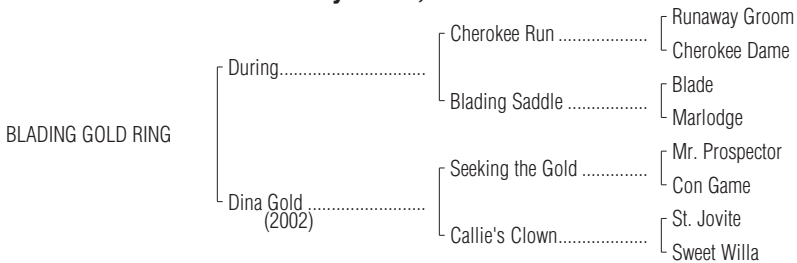 Runaway Groom
Cherokee Run ...................
Cherokee Dame
During...............................
Blade
Blading Saddle .................
Marlodge
BLADING GOLD RING
Mr. Prospector
Seeking the Gold ..............
Con Game
Dina Gold .........................
(2002)
St. Jovite
Callie's Clown...................
Sweet Willa